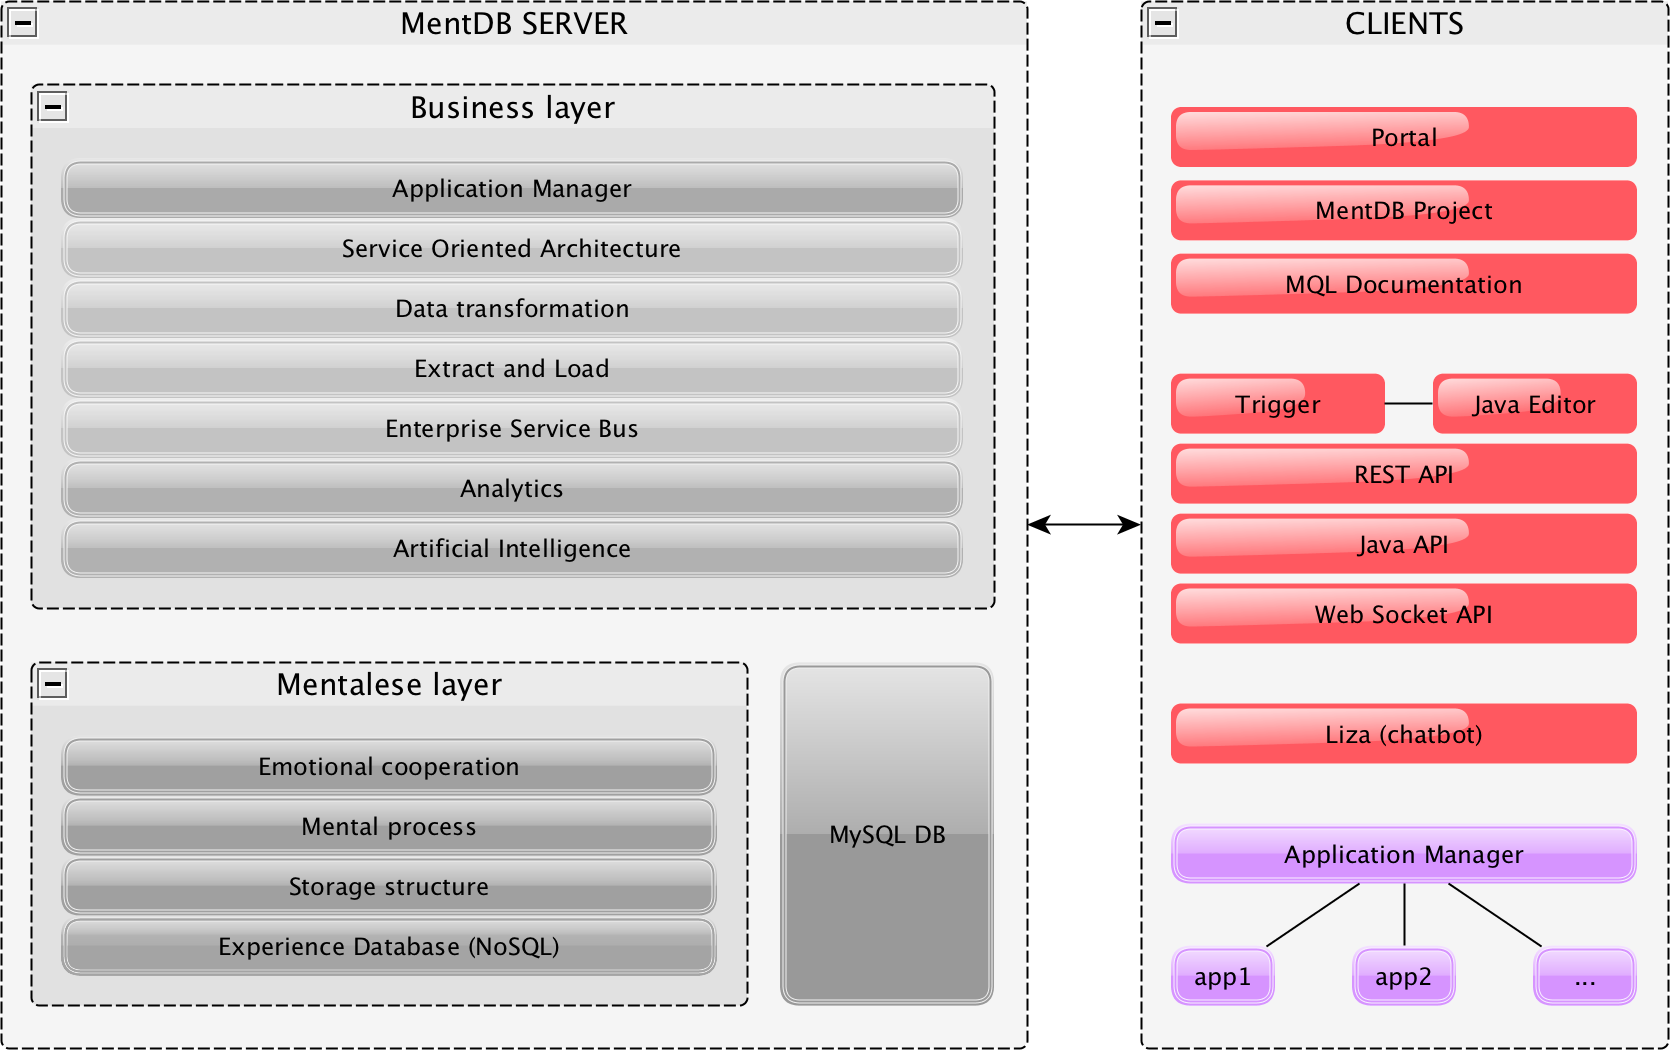 MentDB SERVER
Business layer
Application Manager
Service Oriented Architecture
Data transformation
Extract and Load
Enterprise Service Bus
Analytics
Artificial Intelligence
Mentalese layer
Emotional cooperation
Mental process
Storage structure
Experience Database (NoSQL)
MySQL DB
CLIENTS
Portal
MentDB Project
MQL Documentation
Trigger
Java Editor
REST API
Java API
Web Socket API
Liza (chatbot)
Application Manager
app1
app2
...